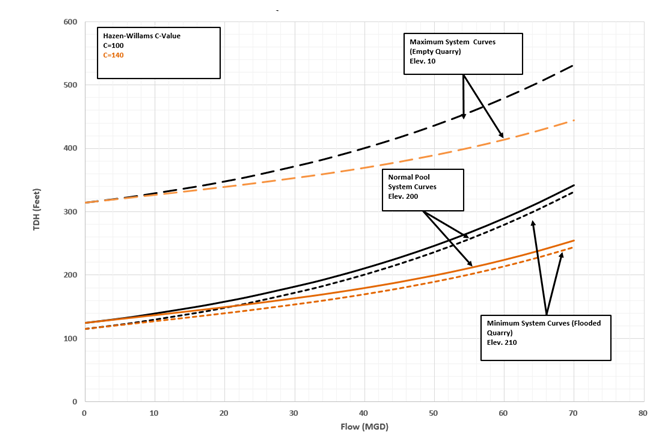 600
500
400
300
200
100
0
TDH (Feet)
Hazen-Willams C-Value
C=100
C=140
Maximum System Curves
(Empty Quarry)
Elev. 10
Normal Pool
System Curves
Elev. 200
Minimum System Curves (Flooded
Quarry)
Elev. 210
0 10 20 30 40 50 60 70 80
Flow (MGD)